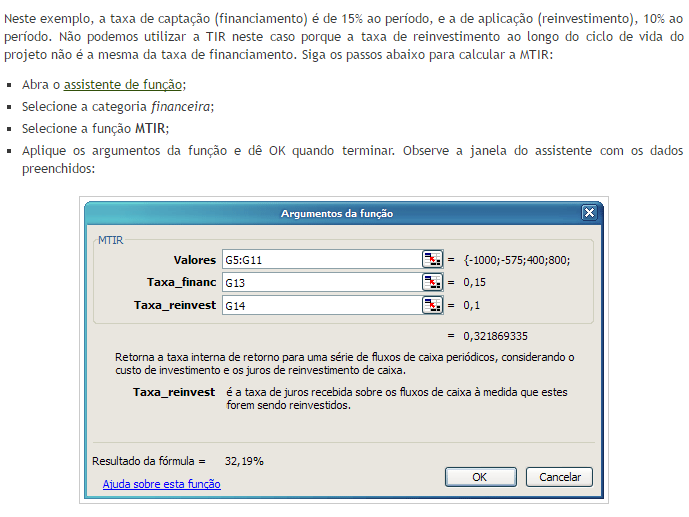 Neste exemplo, a taxa de captação (financiamento) é de 15% ao período, e a de aplicação (reinvestimento), 10% ao
período. Não podemos utilizar a TIR neste caso porque a taxa de reinvestimento ao longo do ciclo de vida do
projeto não é a mesma da taxa de financiamento. Siga os passos abaixo para calcular a MTIR:
Abra o assistente de função;
Selecione a categoria financeira;
Selecione a função MTIR;
Aplique os argumentos da função e dê OK quando terminar. Observe a janela do assistente com os dados
preenchidos:
Argumentos da função
MTIR
Valores G5:G11 = {-1000;-575;400;800;
Taxa_financ G13 = 0,15
Taxa_reinvest G14 = 0,1
= 0,321869335
Retorna a taxa interna de retorno para uma série de fluxos de caixa periódicos, considerando o
custo de investimento e os juros de reinvestimento de caixa.
Taxa_reinvest é a taxa de juros recebida sobre os fluxos de caixa à medida que estes
forem sendo reinvestidos.
Resultado da fórmula = 32,19%
Ajuda sobre esta função OK Cancelar